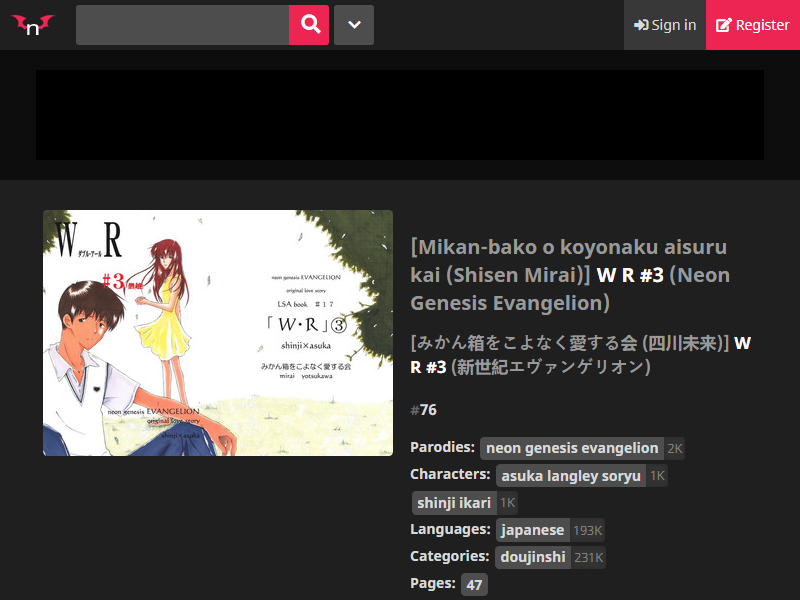 n
Sign in
Register
W R
ダブル・アール
#3
neon genesis EVANGELION
original love story
LSA book #17
「W・R」③
shinji×asuka
みかん箱をこよなく愛する会
mirai yotsukawa
neon genesis EVANGELION
original love story
shinji×asuka
[Mikan-bako o koyonaku aisuru
kai (Shisen Mirai)] W R #3 (Neon
Genesis Evangelion)
[みかん箱をこよなく愛する会 (四川未来)] W
R #3 (新世紀エヴァンゲリオン)
#76
Parodies: neon genesis evangelion 2K
Characters: asuka langley soryu 1K
shinji ikari 1K
Languages: japanese 193K
Categories: doujinshi 231K
Pages: 47